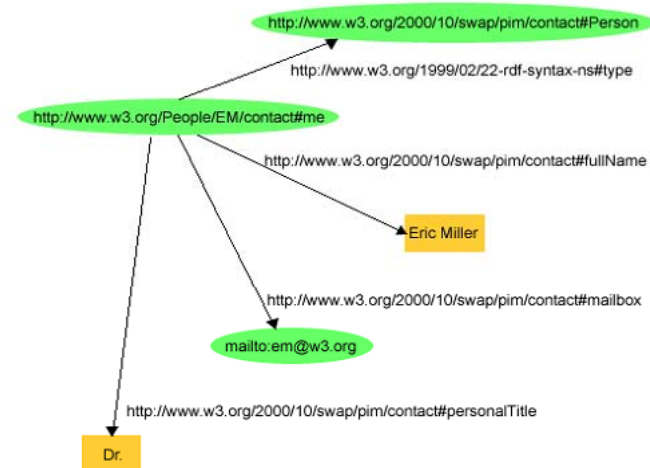 http://www.w3.org/2000/10/swap/pim/contact#Person
http://www.w3.org/1999/02/22-rdf-syntax-ns#type
http://www.w3.org/People/EM/contact#me
http://www.w3.org/2000/10/swap/pim/contact#fullName
Eric Miller
http://www.w3.org/2000/10/swap/pim/contact#mailbox
mailto:em@w3.org
http://www.w3.org/2000/10/swap/pim/contact#personalTitle
Dr.